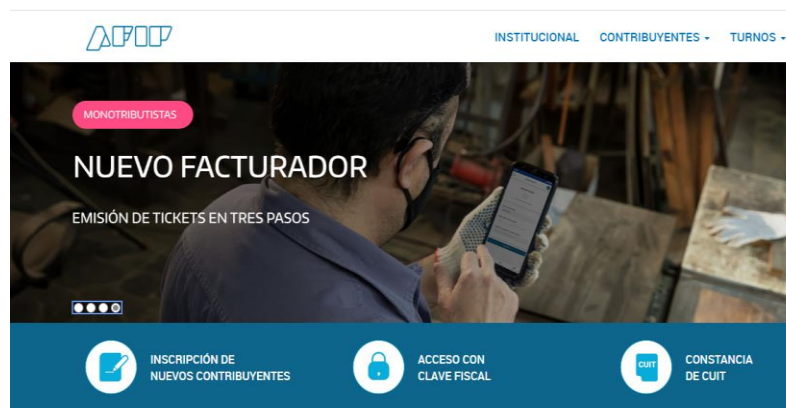 AFIP
INSTITUCIONAL CONTRIBUYENTES TURNOS
MONOTRIBUTISTAS
NUEVO FACTURADOR
EMISIÓN DE TICKETS EN TRES PASOS
INSCRIPCIÓN DE
NUEVOS CONTRIBUYENTES
ACCESO CON
CLAVE FISCAL
CUIT
CONSTANCIA
DE CUIT